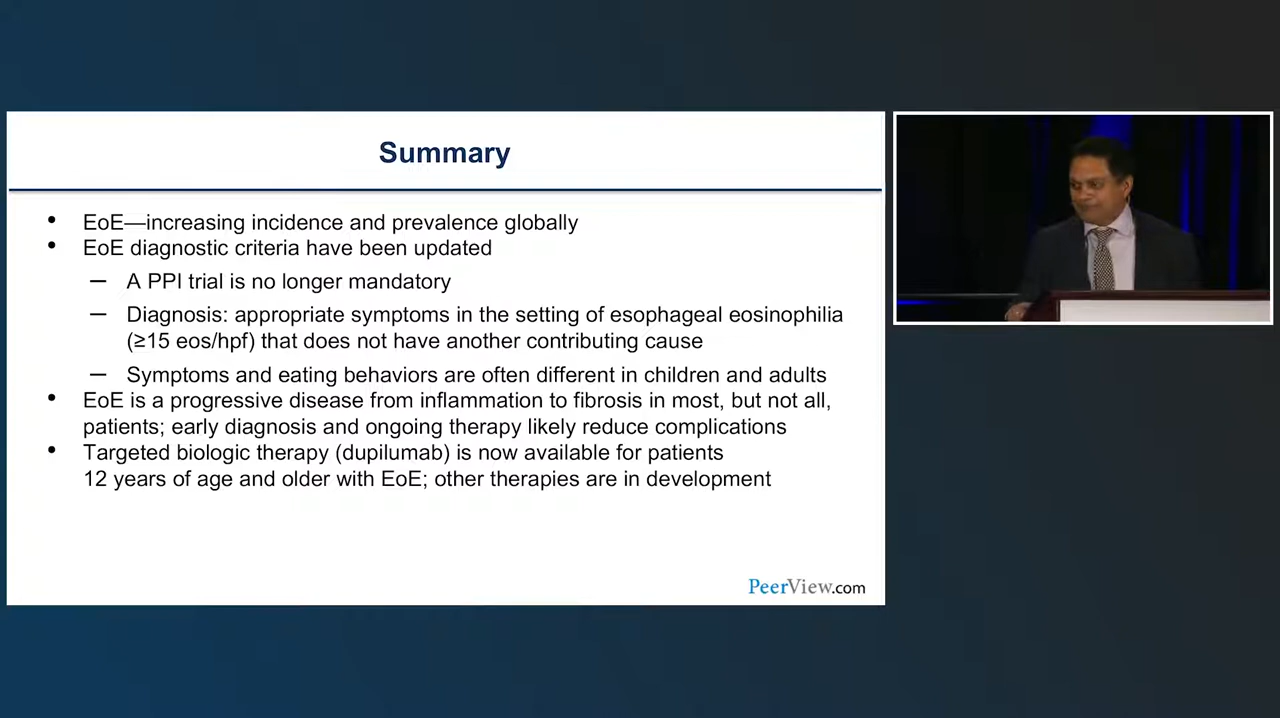 Summary
• EoE—increasing incidence and prevalence globally
• EoE diagnostic criteria have been updated
— A PPI trial is no longer mandatory
— Diagnosis: appropriate symptoms in the setting of esophageal eosinophilia
(≥15 eos/hpf) that does not have another contributing cause
— Symptoms and eating behaviors are often different in children and adults
• EoE is a progressive disease from inflammation to fibrosis in most, but not all,
patients; early diagnosis and ongoing therapy likely reduce complications
• Targeted biologic therapy (dupilumab) is now available for patients
12 years of age and older with EoE; other therapies are in development
PeerView.com